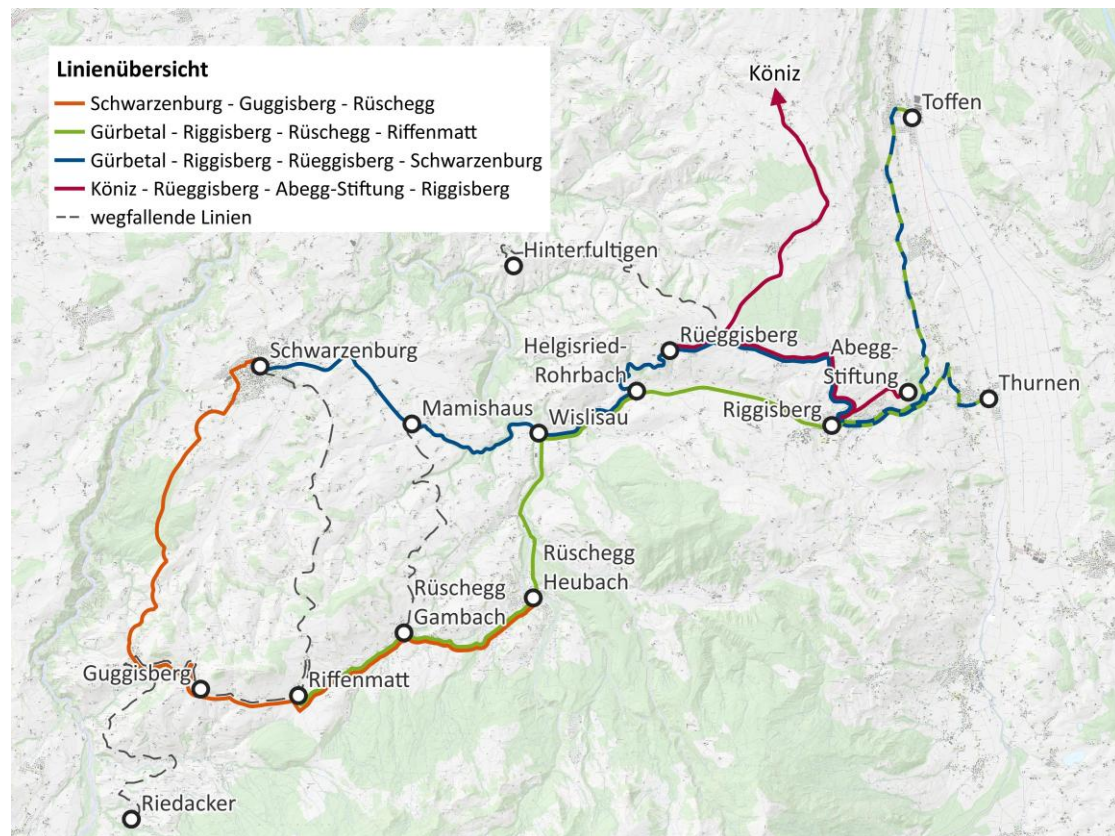 Linienübersicht
Schwarzenburg - Guggisberg - Rüschegg
Gürbetal - Riggisberg - Rüschegg - Riffenmatt
Gürbetal - Riggisberg - Rüeggisberg - Schwarzenburg
Köniz - Rüeggisberg - Abegg-Stiftung - Riggisberg
wegfallende Linien
Köniz
Toffen
Hinterfultigen
Rüeggisberg
Schwarzenburg
Helgisried-
Rohrbach
Abegg-
Stiftung
Thurnen
Mamishaus
Wislisau
Riggisberg
Rüschegg
Heubach
Rüschegg
Gambach
Guggisberg
Riffenmatt
Riedacker